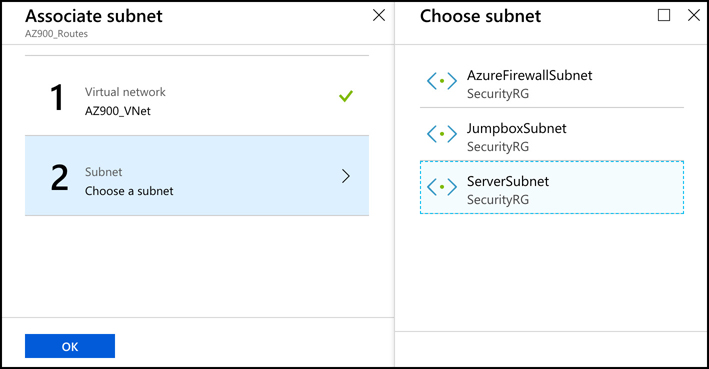 Associate subnet
AZ900_Routes
1
Virtual network
AZ900_VNet
2
Subnet
Choose a subnet
OK
Choose subnet
AzureFirewallSubnet
SecurityRG
JumpboxSubnet
SecurityRG
ServerSubnet
SecurityRG